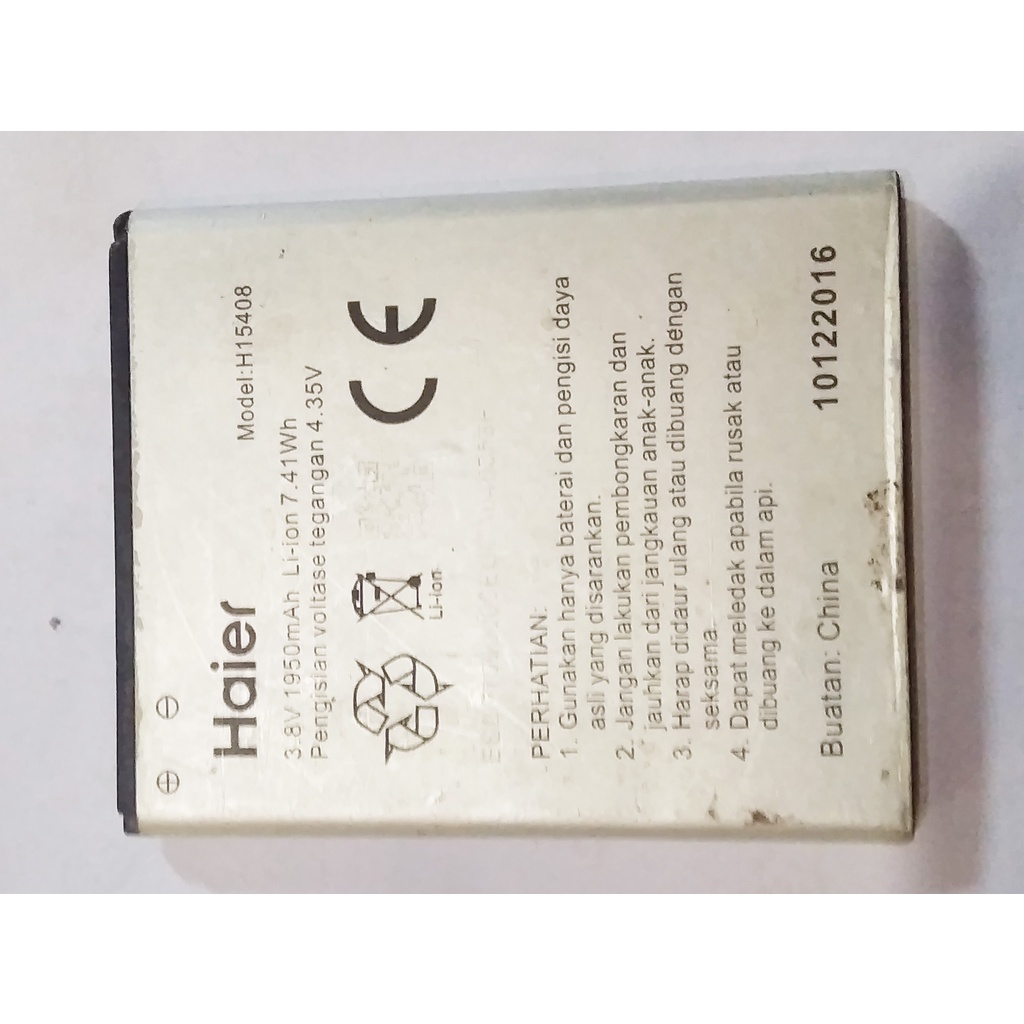 ⊕ ⊖
Haier
Model:H15408
3.8V 1950mAh Li-ion 7.41Wh
Pengisian voltase tegangan 4.35V
Li-ion
CE
PERHATIAN:
1. Gunakan hanya baterai dan pengisi daya
asli yang disarankan.
2. Jangan lakukan pembongkaran dan
jauhkan dari jangkauan anak-anak.
3. Harap didaur ulang atau dibuang dengan
seksama.
4. Dapat meledak apabila rusak atau
dibuang ke dalam api.
Buatan: China
10122016